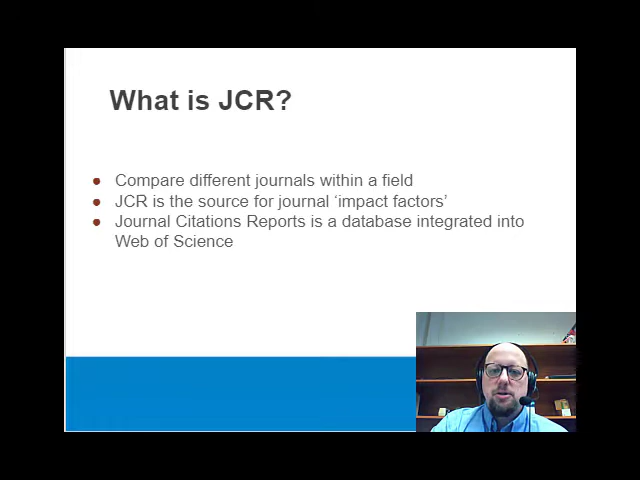 What is JCR?
● Compare different journals within a field
● JCR is the source for journal ‘impact factors’
● Journal Citations Reports is a database integrated into
Web of Science